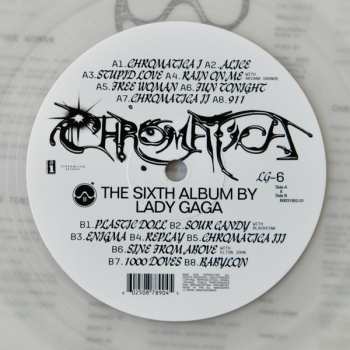 A1.CHROMATICA I A2.ALICE
A3.STUPID LOVE A4.RAIN ON ME WITH ARIANA GRANDE
A5.FREE WOMAN A6.FUN TONIGHT
A7.CHROMATICA II A8.911
CHROMATICA
LG-6
Side A
&
Side B
THE SIXTH ALBUM BY
LADY GAGA
B1.PLASTIC DOLL B2.SOUR CANDY WITH BLACKPINK
B3.ENIGMA B4.REPLAY B5.CHROMATICA III
B6.SINE FROM ABOVE WITH ELTON JOHN
B7.1000 DOVES B8.BABYLON